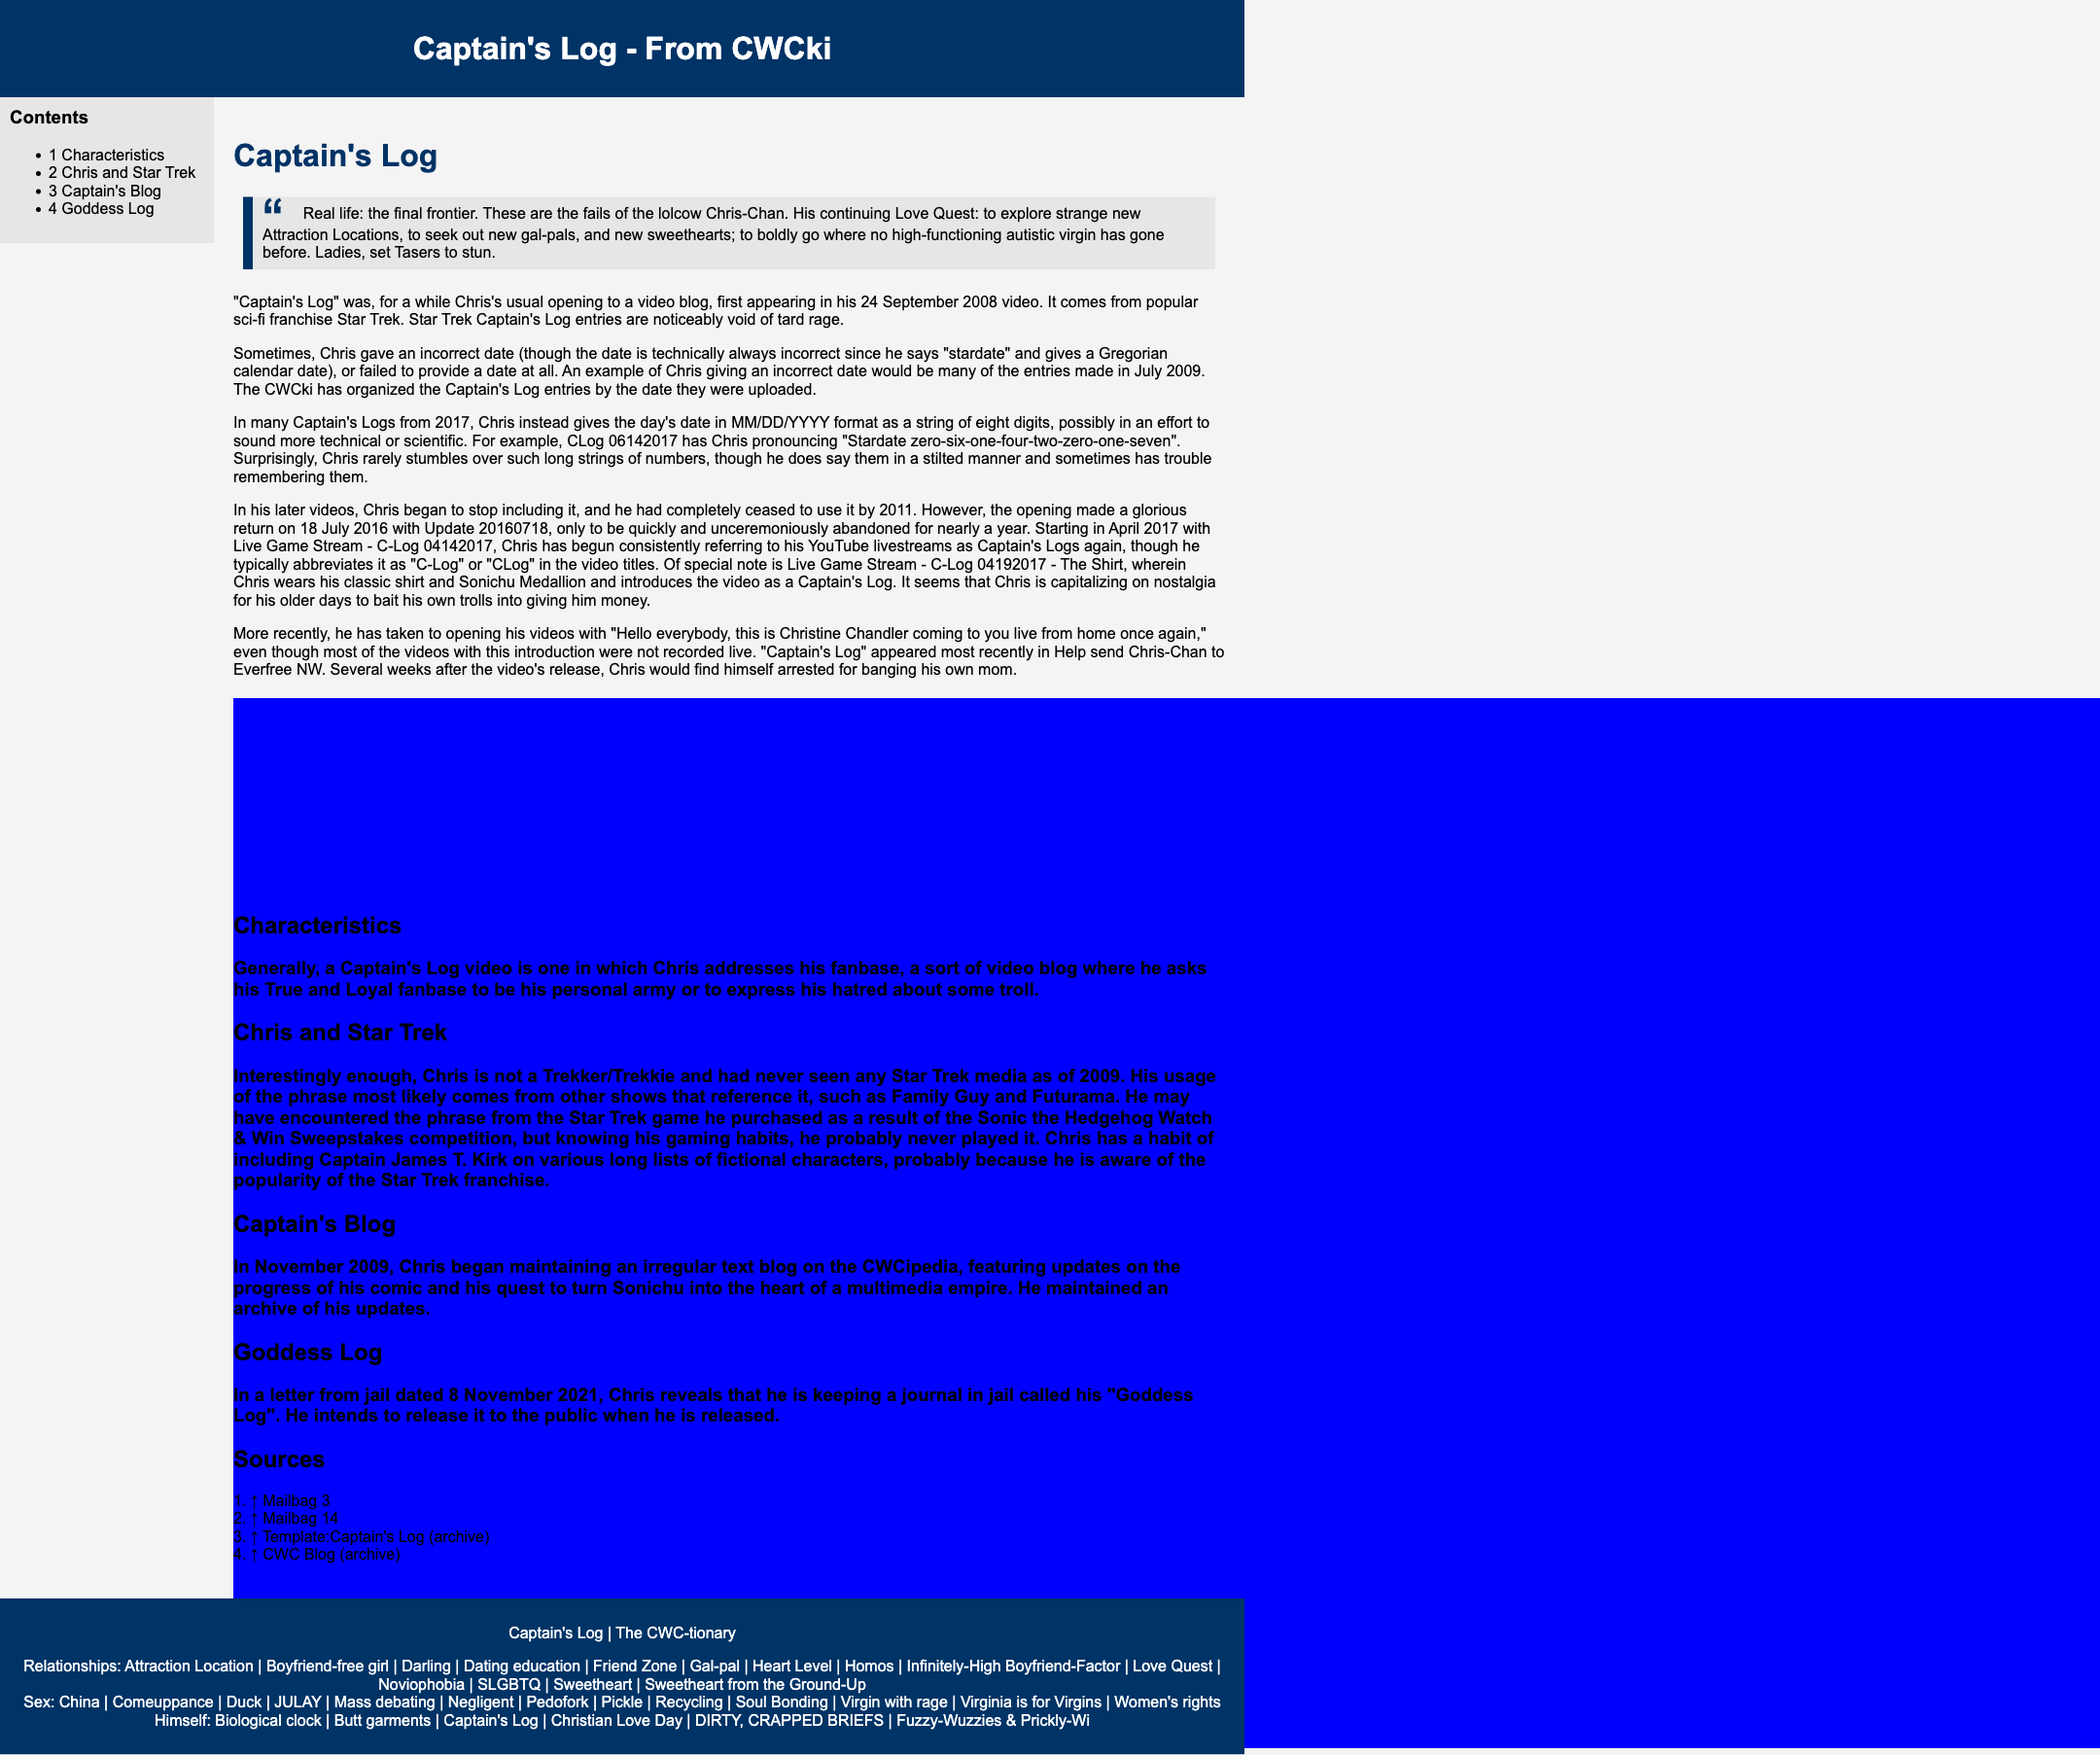 Captain's Log - From CWCki
Contents
1 Characteristics
2 Chris and Star Trek
3 Captain's Blog
4 Goddess Log
Captain's Log
“ Real life: the final frontier. These are the fails of the lolcow Chris-Chan. His continuing Love Quest: to explore strange new
Attraction Locations, to seek out new gal-pals, and new sweethearts; to boldly go where no high-functioning autistic virgin has gone
before. Ladies, set Tasers to stun.
"Captain's Log" was, for a while Chris's usual opening to a video blog, first appearing in his 24 September 2008 video. It comes from popular
sci-fi franchise Star Trek. Star Trek Captain's Log entries are noticeably void of tard rage.
Sometimes, Chris gave an incorrect date (though the date is technically always incorrect since he says "stardate" and gives a Gregorian
calendar date), or failed to provide a date at all. An example of Chris giving an incorrect date would be many of the entries made in July 2009.
The CWCki has organized the Captain's Log entries by the date they were uploaded.
In many Captain's Logs from 2017, Chris instead gives the day's date in MM/DD/YYYY format as a string of eight digits, possibly in an effort to
sound more technical or scientific. For example, CLog 06142017 has Chris pronouncing "Stardate zero-six-one-four-two-zero-one-seven".
Surprisingly, Chris rarely stumbles over such long strings of numbers, though he does say them in a stilted manner and sometimes has trouble
remembering them.
In his later videos, Chris began to stop including it, and he had completely ceased to use it by 2011. However, the opening made a glorious
return on 18 July 2016 with Update 20160718, only to be quickly and unceremoniously abandoned for nearly a year. Starting in April 2017 with
Live Game Stream - C-Log 04142017, Chris has begun consistently referring to his YouTube livestreams as Captain's Logs again, though he
typically abbreviates it as "C-Log" or "CLog" in the video titles. Of special note is Live Game Stream - C-Log 04192017 - The Shirt, wherein
Chris wears his classic shirt and Sonichu Medallion and introduces the video as a Captain's Log. It seems that Chris is capitalizing on nostalgia
for his older days to bait his own trolls into giving him money.
More recently, he has taken to opening his videos with "Hello everybody, this is Christine Chandler coming to you live from home once again,"
even though most of the videos with this introduction were not recorded live. "Captain's Log" appeared most recently in Help send Chris-Chan to
Everfree NW. Several weeks after the video's release, Chris would find himself arrested for banging his own mom.
Characteristics
Generally, a Captain's Log video is one in which Chris addresses his fanbase, a sort of video blog where he asks
his True and Loyal fanbase to be his personal army or to express his hatred about some troll.
Chris and Star Trek
Interestingly enough, Chris is not a Trekker/Trekkie and had never seen any Star Trek media as of 2009. His usage
of the phrase most likely comes from other shows that reference it, such as Family Guy and Futurama. He may
have encountered the phrase from the Star Trek game he purchased as a result of the Sonic the Hedgehog Watch
& Win Sweepstakes competition, but knowing his gaming habits, he probably never played it. Chris has a habit of
including Captain James T. Kirk on various long lists of fictional characters, probably because he is aware of the
popularity of the Star Trek franchise.
Captain's Blog
In November 2009, Chris began maintaining an irregular text blog on the CWCipedia, featuring updates on the
progress of his comic and his quest to turn Sonichu into the heart of a multimedia empire. He maintained an
archive of his updates.
Goddess Log
In a letter from jail dated 8 November 2021, Chris reveals that he is keeping a journal in jail called his "Goddess
Log". He intends to release it to the public when he is released.
Sources
1. ↑ Mailbag 3
2. ↑ Mailbag 14
3. ↑ Template:Captain's Log (archive)
4. ↑ CWC Blog (archive)
Captain's Log | The CWC-tionary
Relationships: Attraction Location | Boyfriend-free girl | Darling | Dating education | Friend Zone | Gal-pal | Heart Level | Homos | Infinitely-High Boyfriend-Factor | Love Quest |
Noviophobia | SLGBTQ | Sweetheart | Sweetheart from the Ground-Up
Sex: China | Comeuppance | Duck | JULAY | Mass debating | Negligent | Pedofork | Pickle | Recycling | Soul Bonding | Virgin with rage | Virginia is for Virgins | Women's rights
Himself: Biological clock | Butt garments | Captain's Log | Christian Love Day | DIRTY, CRAPPED BRIEFS | Fuzzy-Wuzzies & Prickly-Wi